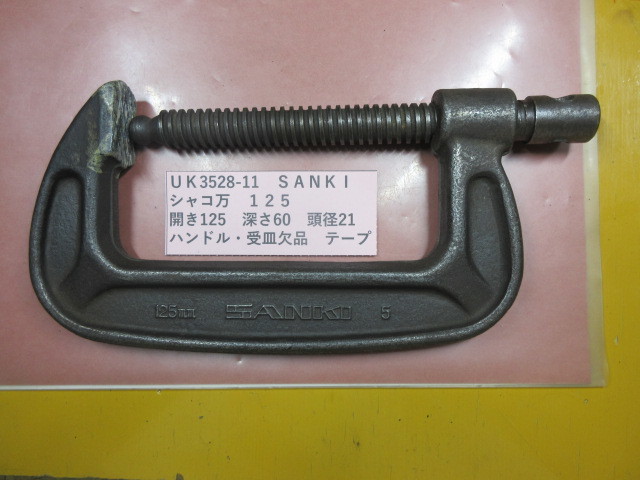 ＵＫ3528-11　ＳＡＮＫＩ
シャコ万　１２５
開き125　深さ60　頭径21
ハンドル・受皿欠品　テープ
125mm SANKI 5